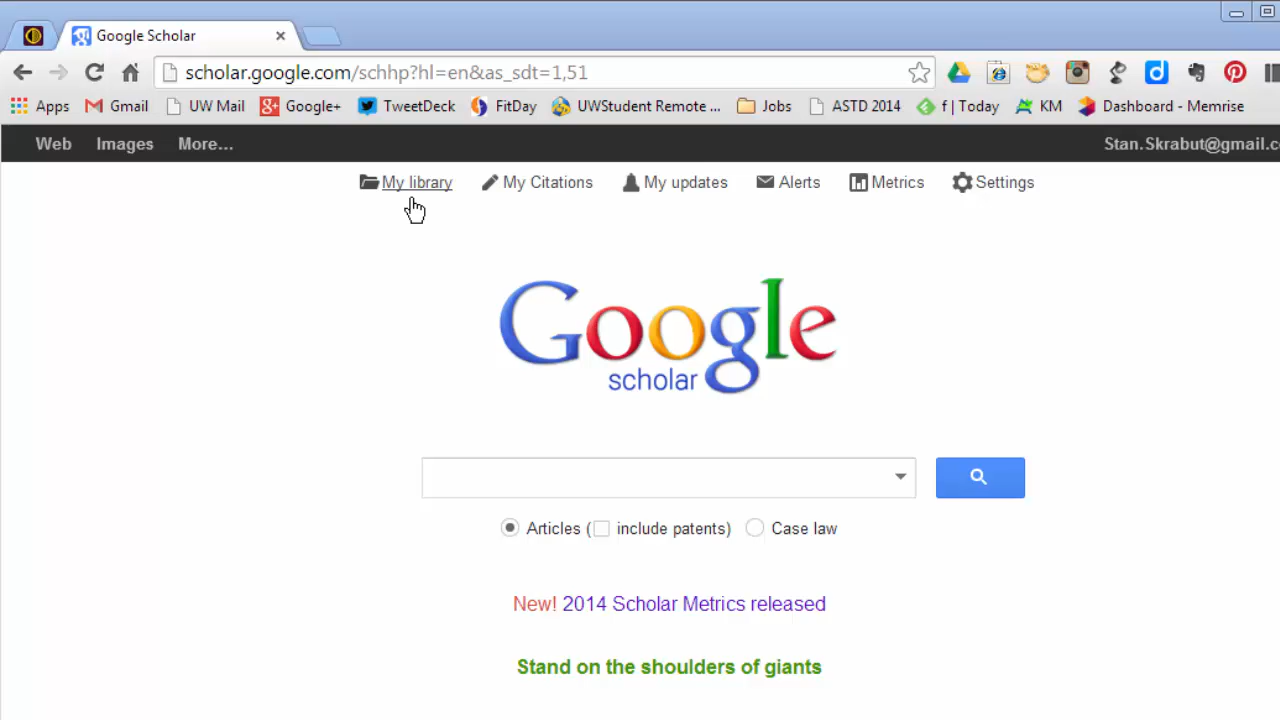 Google Scholar
scholar.google.com/schhp?hl=en&as_sdt=1,51
Apps Gmail UW Mail Google+ TweetDeck FitDay UWStudent Remote ... Jobs ASTD 2014 f | Today KM Dashboard - Memrise
Web Images More... Stan.Skrabut@gmail.c
My library My Citations My updates Alerts Metrics Settings
Google
scholar
Articles ( include patents) Case law
New! 2014 Scholar Metrics released
Stand on the shoulders of giants